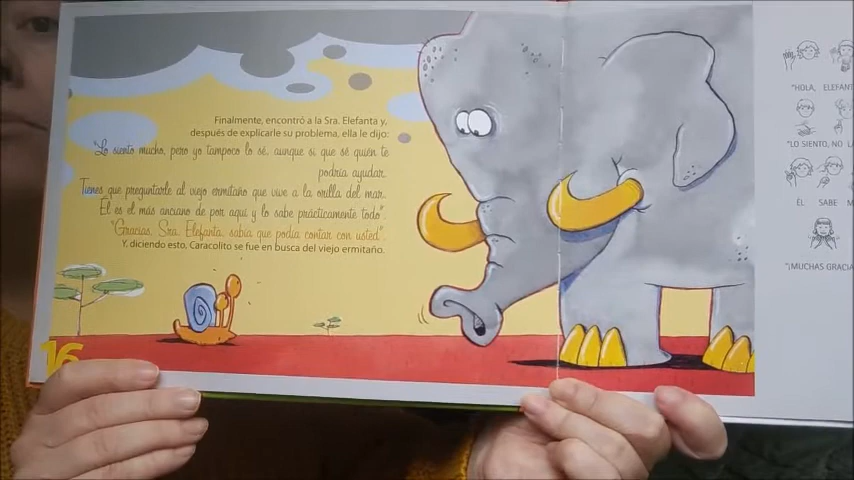 Finalmente, encontró a la Sra. Elefanta y,
después de explicarle su problema, ella le dijo:
"Lo siento mucho, pero yo tampoco lo sé, aunque si que sé quién te
podría ayudar.
Tienes que preguntarle al viejo ermitaño que vive a la orilla del mar.
Él es el más anciano de por aquí y lo sabe prácticamente todo".
"Gracias, Sra. Elefanta, sabía que podía contar con usted".
Y, diciendo esto, Caracolito se fue en busca del viejo ermitaño.
16
"HOLA, ELEFAN
"LO SIENTO, NO LA
ÉL SABE M
"¡MUCHAS GRACIA